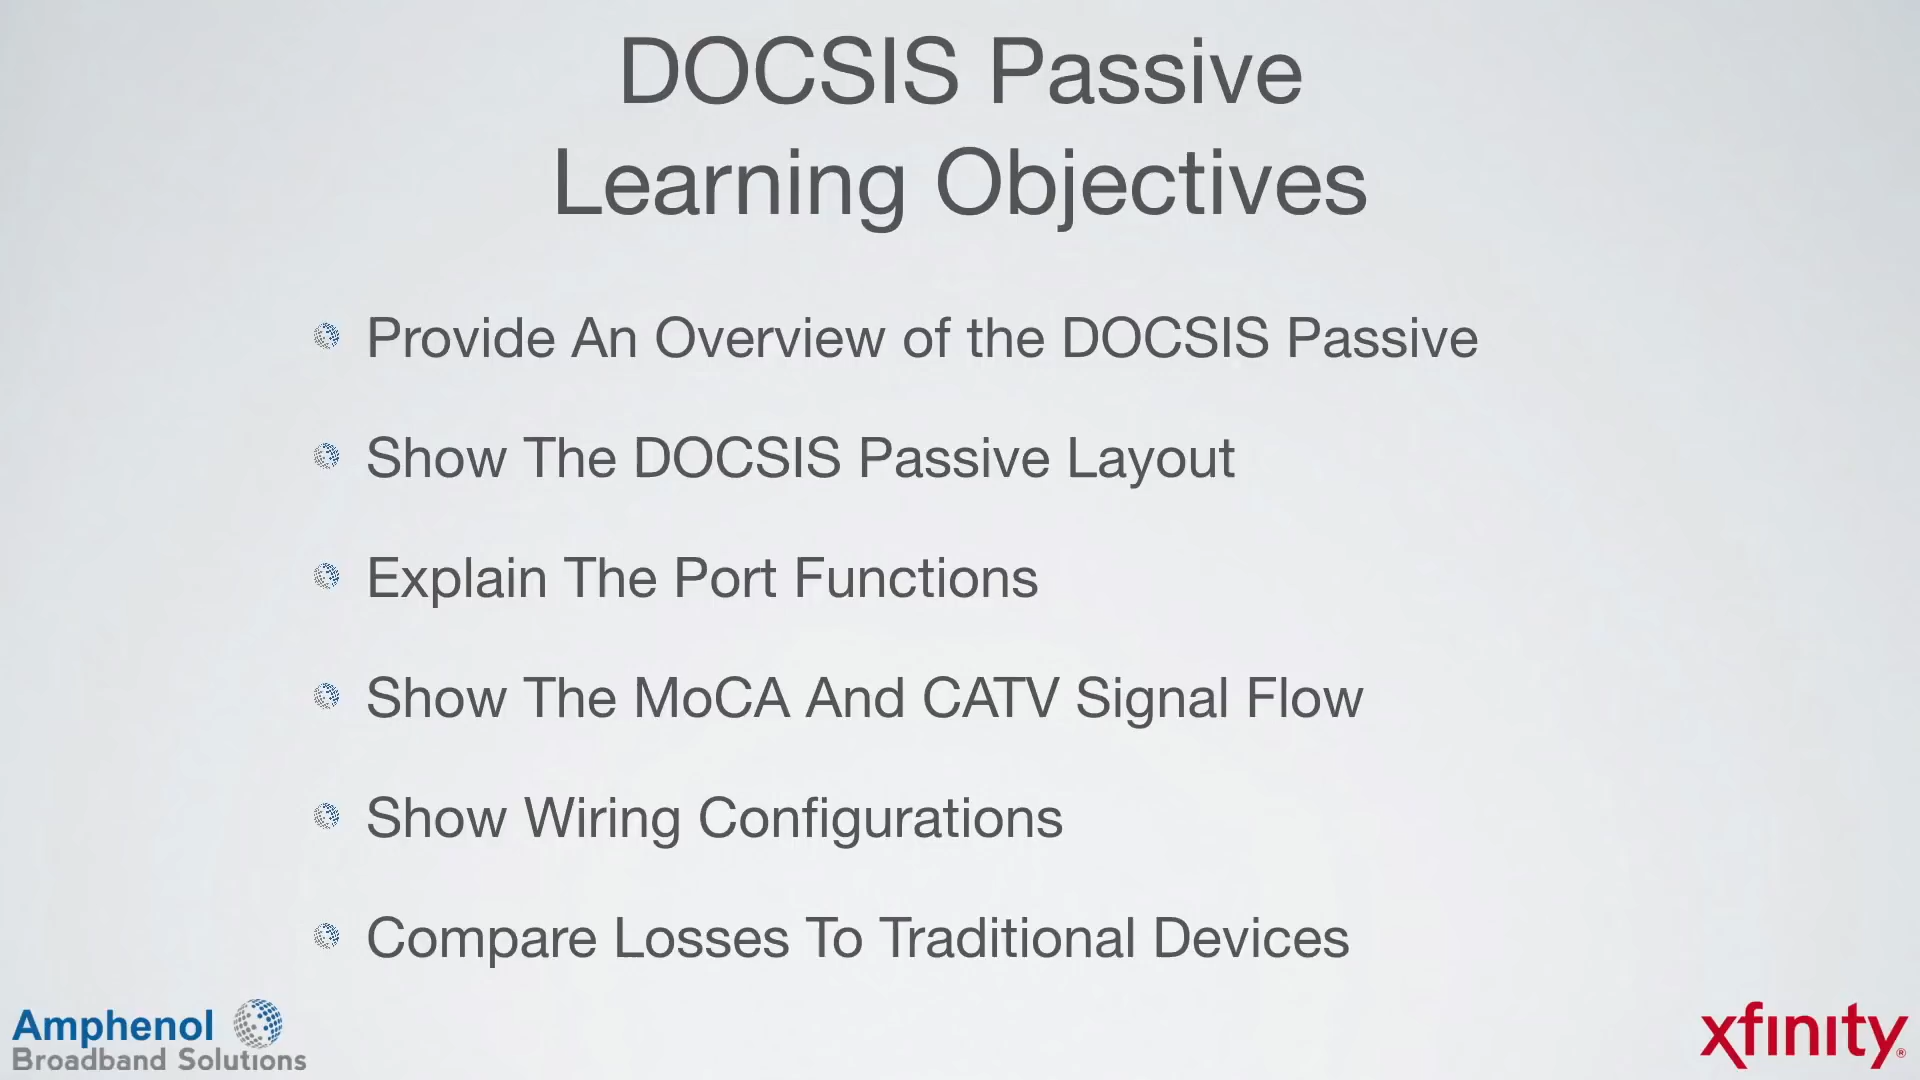 DOCSIS Passive
Learning Objectives
Provide An Overview of the DOCSIS Passive
Show The DOCSIS Passive Layout
Explain The Port Functions
Show The MoCA And CATV Signal Flow
Show Wiring Configurations
Compare Losses To Traditional Devices
Amphenol
Broadband Solutions
xfinity®